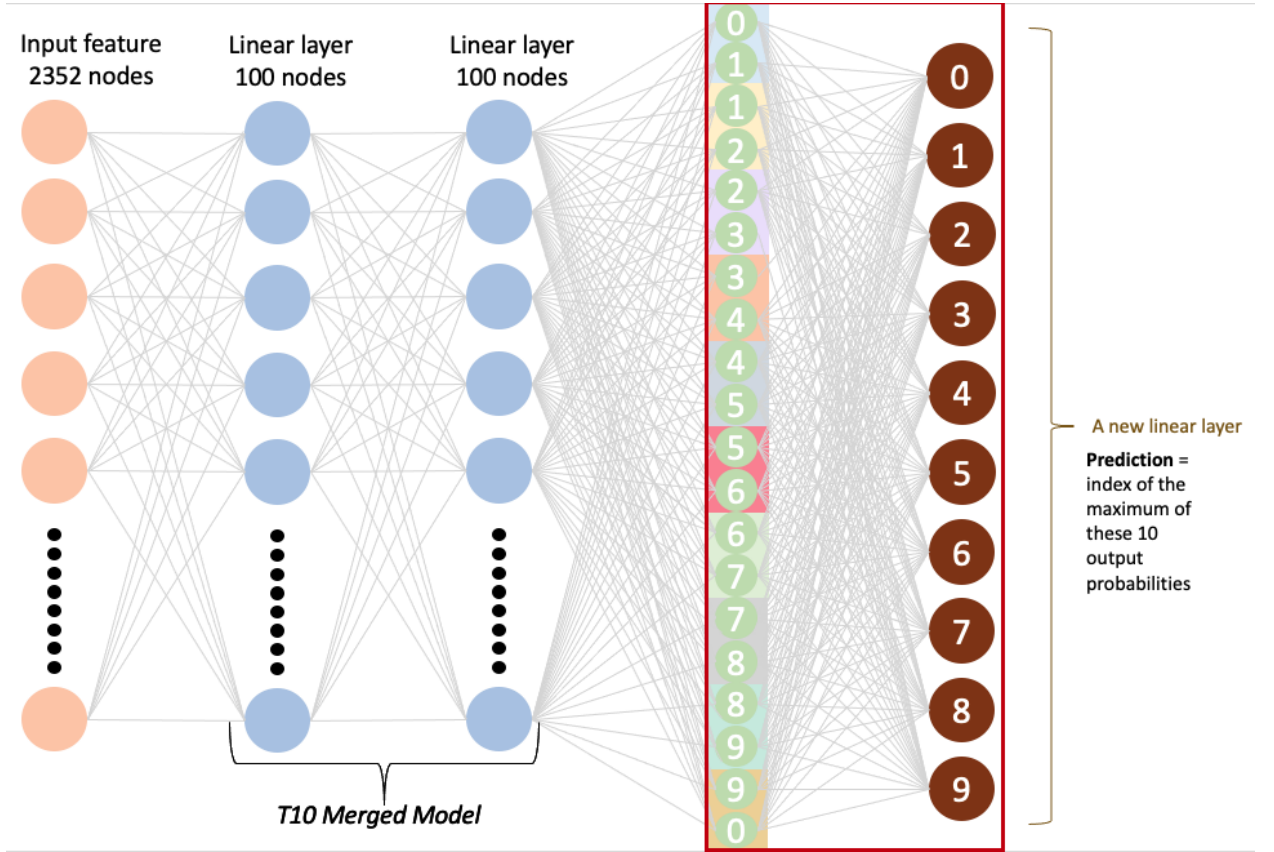 Input feature
2352 nodes
Linear layer
100 nodes
Linear layer
100 nodes
0
1
1
2
2
3
3
4
4
5
5
6
6
7
7
8
8
9
9
0
0
1
2
3
4
5
6
7
8
9
A new linear layer
Prediction =
index of the
maximum of
these 10
output
probabilities
T10 Merged Model